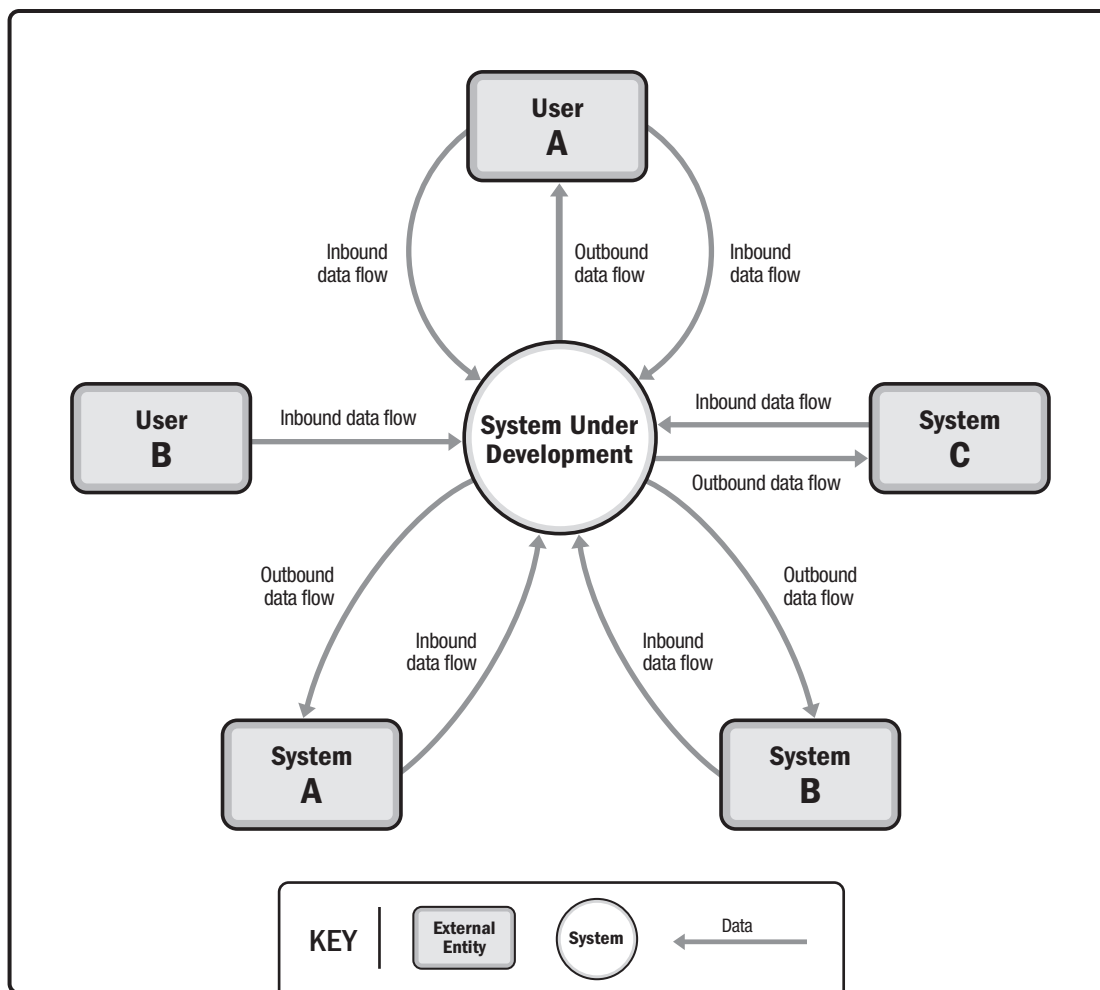 User
A
Inbound
data flow
Outbound
data flow
Inbound
data flow
User
B
Inbound data flow
System Under
Development
Inbound data flow
Outbound data flow
System
C
Outbound
data flow
Inbound
data flow
Inbound
data flow
Outbound
data flow
System
A
System
B
KEY
External
Entity
System
Data